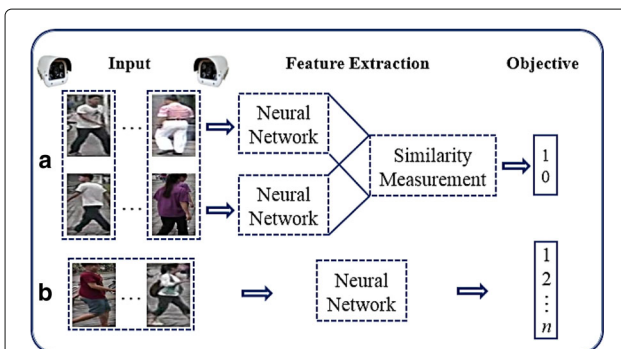 Input Feature Extraction Objective
a
... Neural
Network
Similarity
Measurement
1
0
... Neural
Network
b
... Neural
Network
1
2
⋮
n